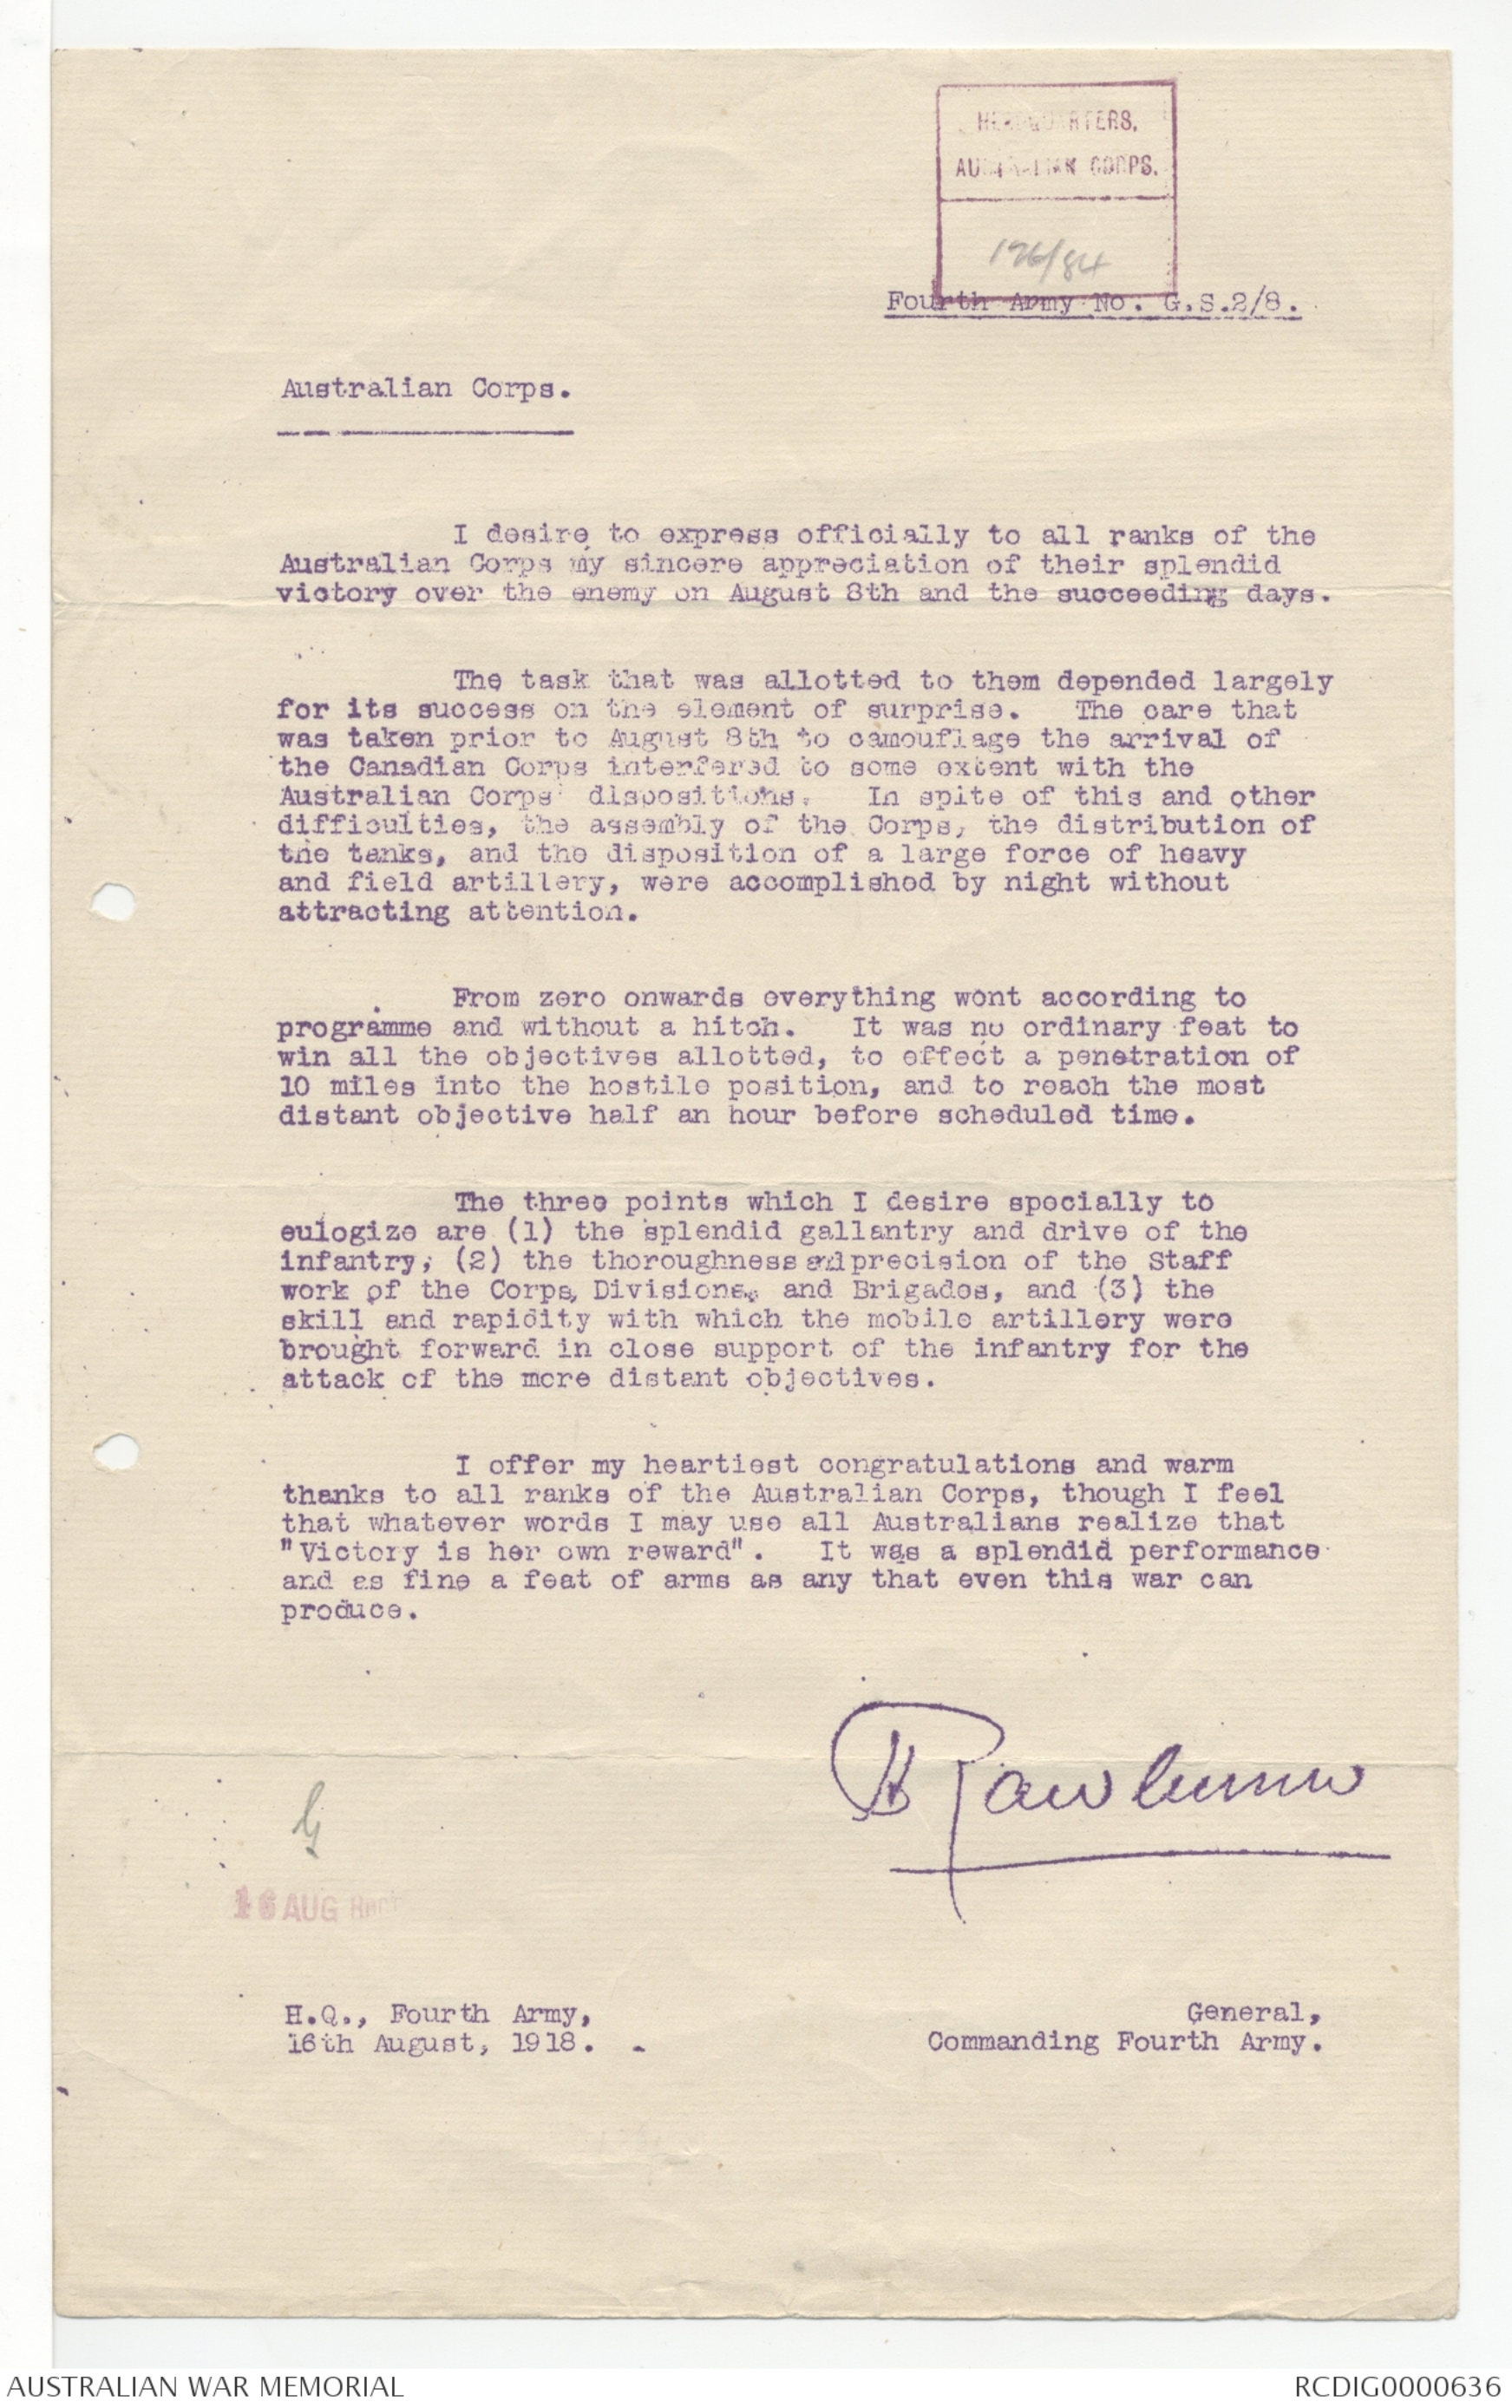 HEADQUARTERS,
AUSTRALIAN CORPS.
176/84
Fourth Army No. G.S.2/8.
Australian Corps.
I desire to express officially to all ranks of the
Australian Corps my sincere appreciation of their splendid
victory over the enemy on August 8th and the succeeding days.
The task that was allotted to them depended largely
for its success on the element of surprise. The care that
was taken prior to August 8th to camouflage the arrival of
the Canadian Corps interfered to some extent with the
Australian Corps' dispositions. In spite of this and other
difficulties, the assembly of the Corps, the distribution of
the tanks, and the disposition of a large force of heavy
and field artillery, were accomplished by night without
attracting attention.
From zero onwards everything went according to
programme and without a hitch. It was no ordinary feat to
win all the objectives allotted, to effect a penetration of
10 miles into the hostile position, and to reach the most
distant objective half an hour before scheduled time.
The three points which I desire specially to
eulogize are (1) the splendid gallantry and drive of the
infantry; (2) the thoroughness and precision of the Staff
work of the Corps, Divisions, and Brigades, and (3) the
skill and rapidity with which the mobile artillery were
brought forward in close support of the infantry for the
attack of the more distant objectives.
I offer my heartiest congratulations and warm
thanks to all ranks of the Australian Corps, though I feel
that whatever words I may use all Australians realize that
"Victory is her own reward". It was a splendid performance
and as fine a feat of arms as any that even this war can
produce.
H Rawlinson
G
16 AUG Rec
H.Q., Fourth Army,
16th August, 1918.
General,
Commanding Fourth Army.
AUSTRALIAN WAR MEMORIAL
RCDIG0000636